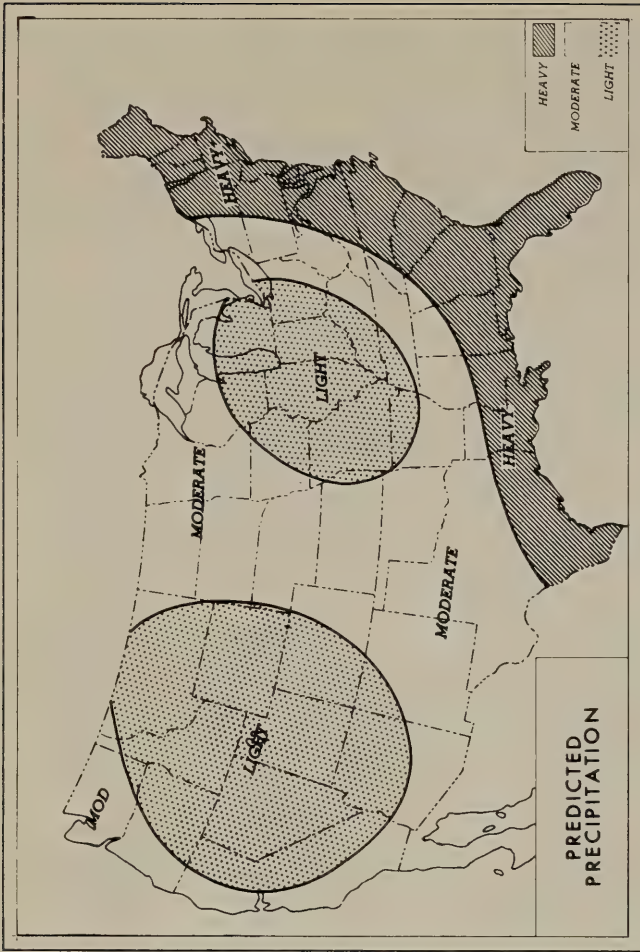 HEAVY
MODERATE
LIGHT
MOD
LIGHT
MODERATE
LIGHT
HEAVY
MODERATE
HEAVY
PREDICTED
PRECIPITATION